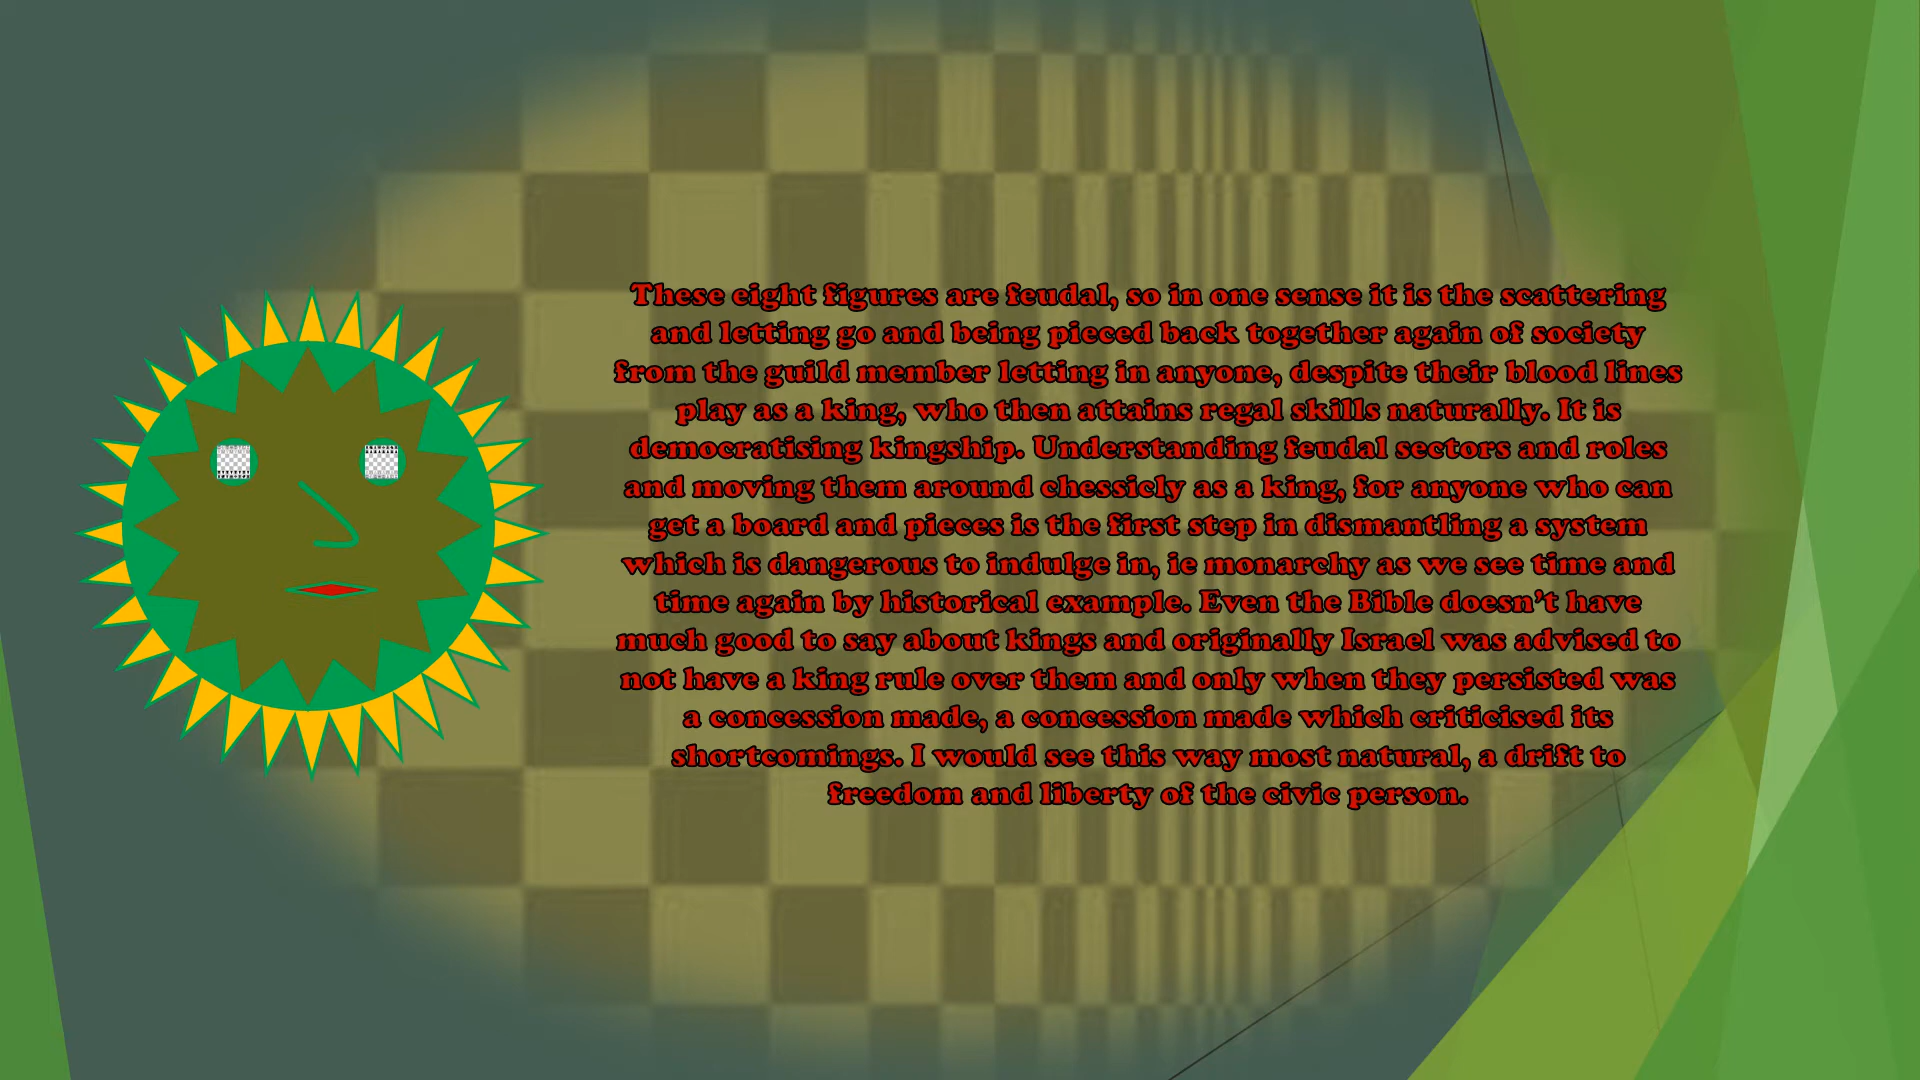 These eight figures are feudal, so in one sense it is the scattering
and letting go and being pieced back together again of society
from the guild member letting in anyone, despite their blood lines
play as a king, who then attains regal skills naturally. It is
democratising kingship. Understanding feudal sectors and roles
and moving them around chessicly as a king, for anyone who can
get a board and pieces is the first step in dismantling a system
which is dangerous to indulge in, ie monarchy as we see time and
time again by historical example. Even the Bible doesn’t have
much good to say about kings and originally Israel was advised to
not have a king rule over them and only when they persisted was
a concession made, a concession made which criticised its
shortcomings. I would see this way most natural, a drift to
freedom and liberty of the civic person.